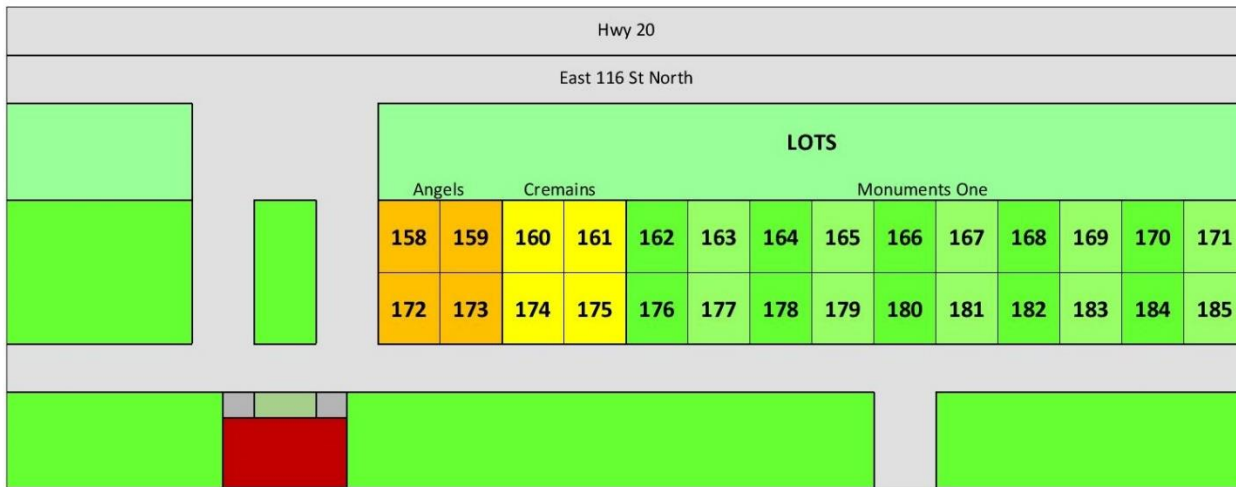 Hwy 20
East 116 St North
LOTS
Angels Cremains Monuments One
158 159 160 161 162 163 164 165 166 167 168 169 170 171
172 173 174 175 176 177 178 179 180 181 182 183 184 185